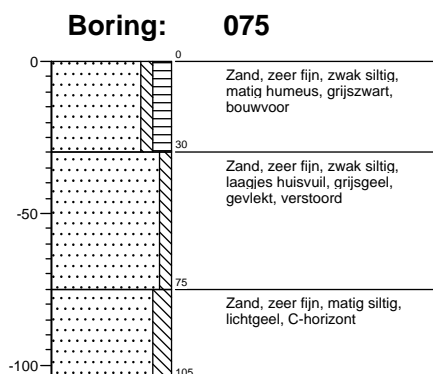 Boring: 075
0
0
Zand, zeer fijn, zwak siltig,
matig humeus, grijszwart,
bouwvoor
30
Zand, zeer fijn, zwak siltig,
laagjes huisvuil, grijsgeel,
gevlekt, verstoord
-50
75
Zand, zeer fijn, matig siltig,
lichtgeel, C-horizont
-100
105